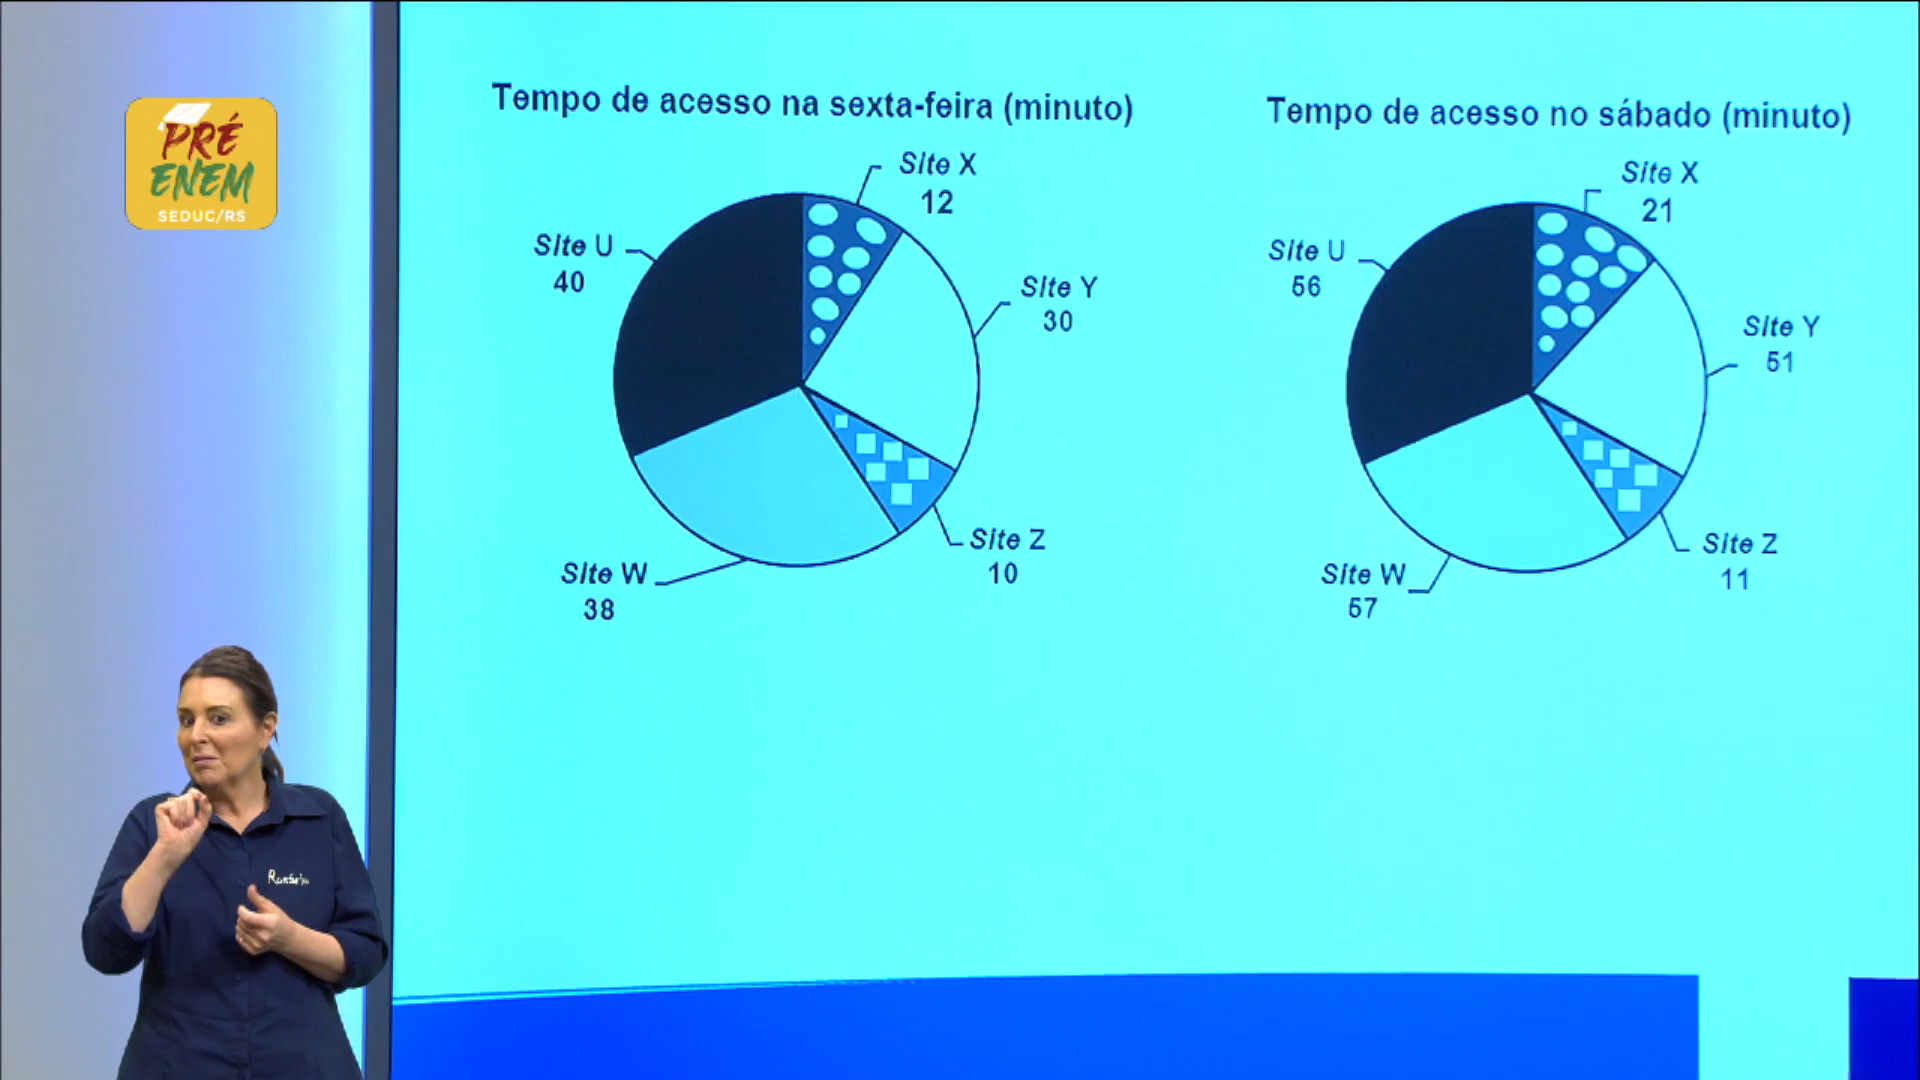 PRÉ
ENEM
SEDUC/RS
Tempo de acesso na sexta-feira (minuto)
Site X
12
Site U
40
Site Y
30
Site Z
10
Site W
38
Tempo de acesso no sábado (minuto)
Site X
21
Site U
56
Site Y
51
Site Z
11
Site W
57